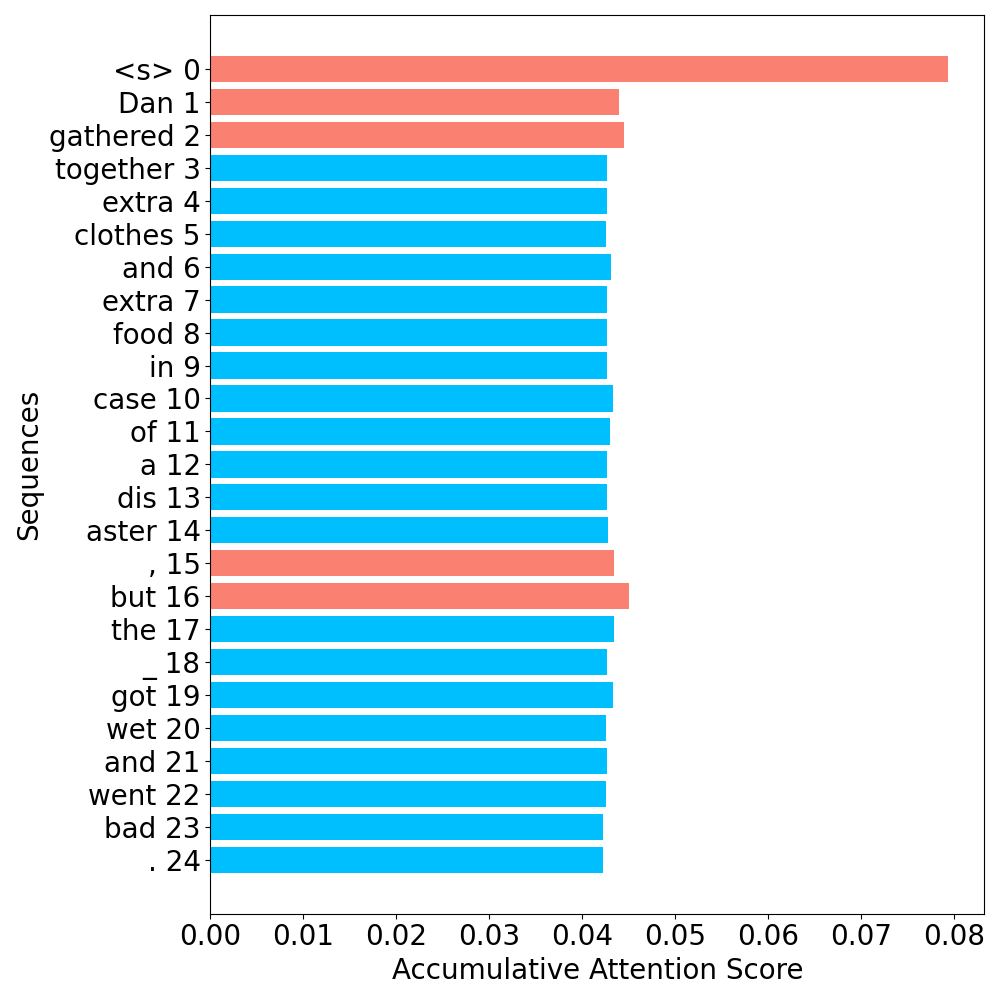 <s> 0
Dan 1
gathered 2
together 3
extra 4
clothes 5
and 6
extra 7
food 8
in 9
case 10
of 11
a 12
dis 13
aster 14
, 15
but 16
the 17
_ 18
got 19
wet 20
and 21
went 22
bad 23
. 24
Sequences
0.00 0.01 0.02 0.03 0.04 0.05 0.06 0.07 0.08
Accumulative Attention Score